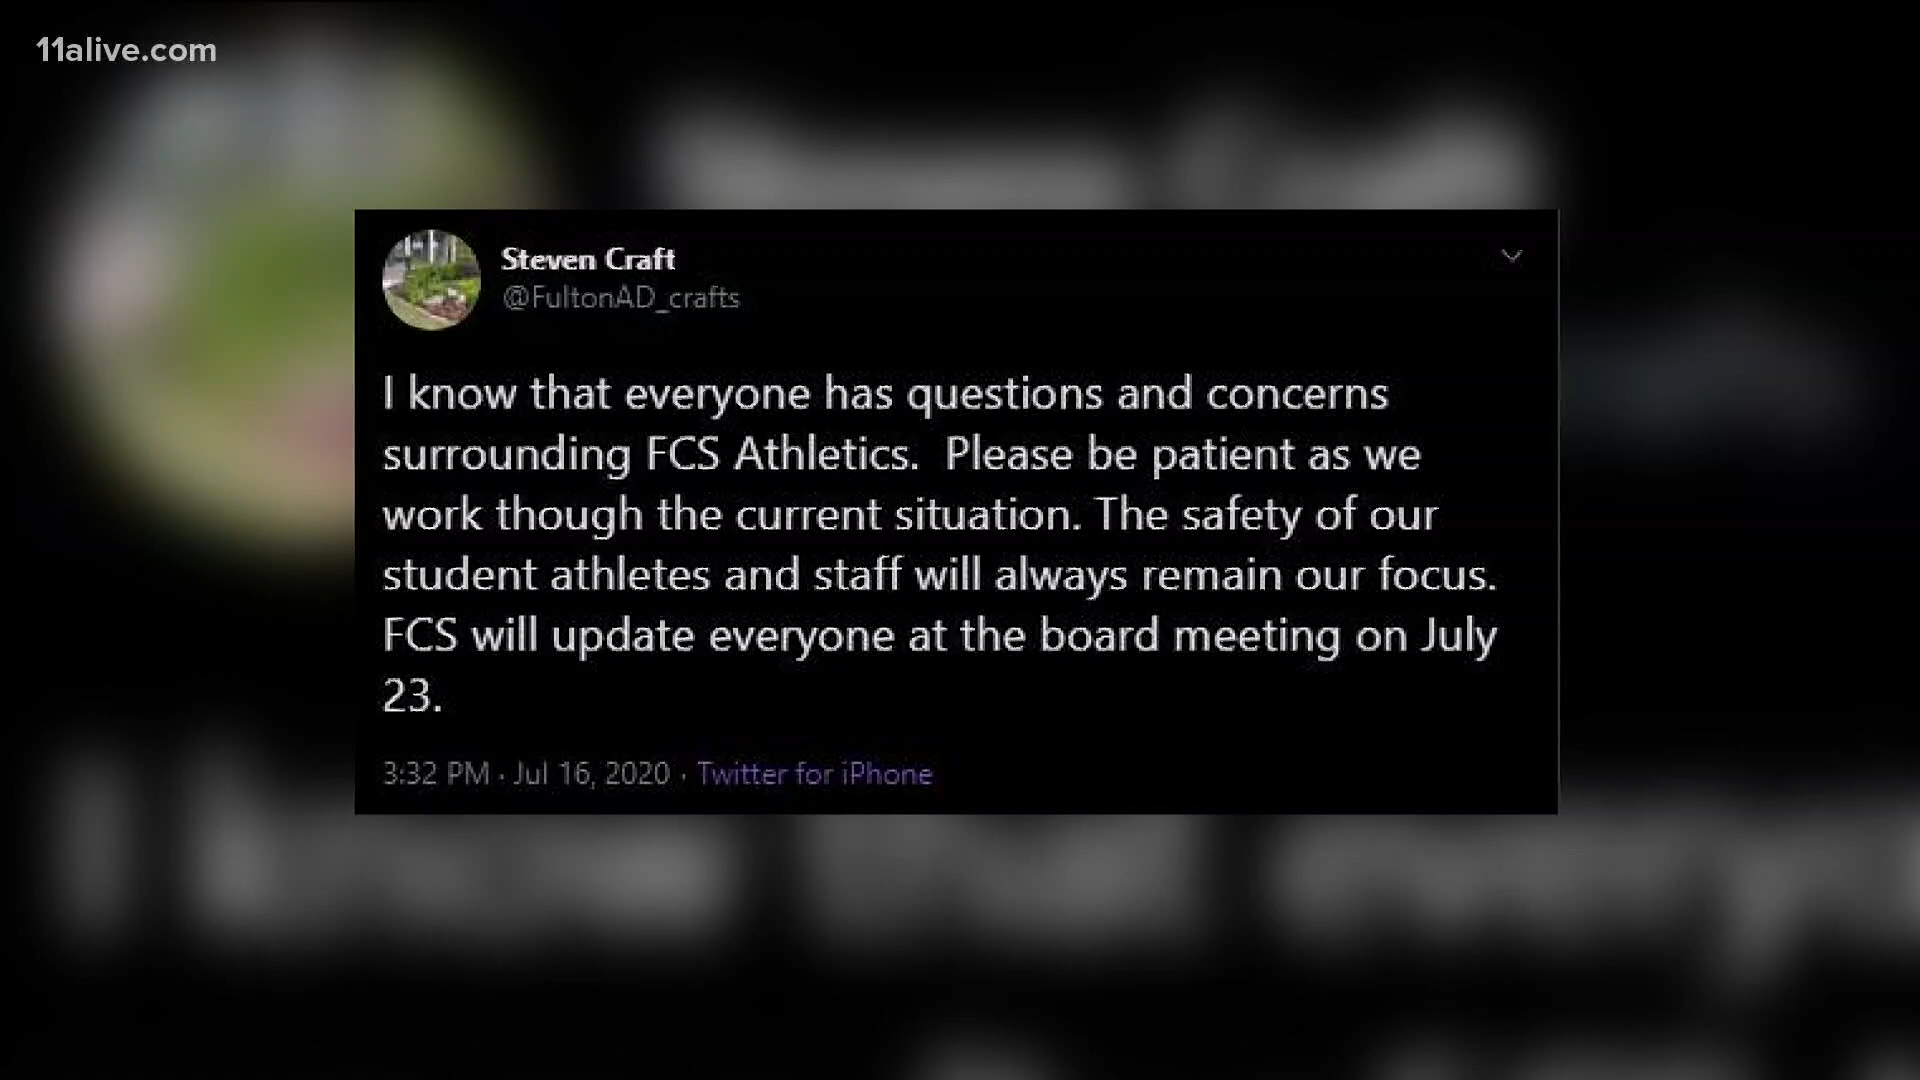 11alive.com
Steven Craft
@FultonAD_crafts
I know that everyone has questions and concerns
surrounding FCS Athletics.  Please be patient as we
work though the current situation. The safety of our
student athletes and staff will always remain our focus.
FCS will update everyone at the board meeting on July
23.
3:32 PM · Jul 16, 2020 · Twitter for iPhone